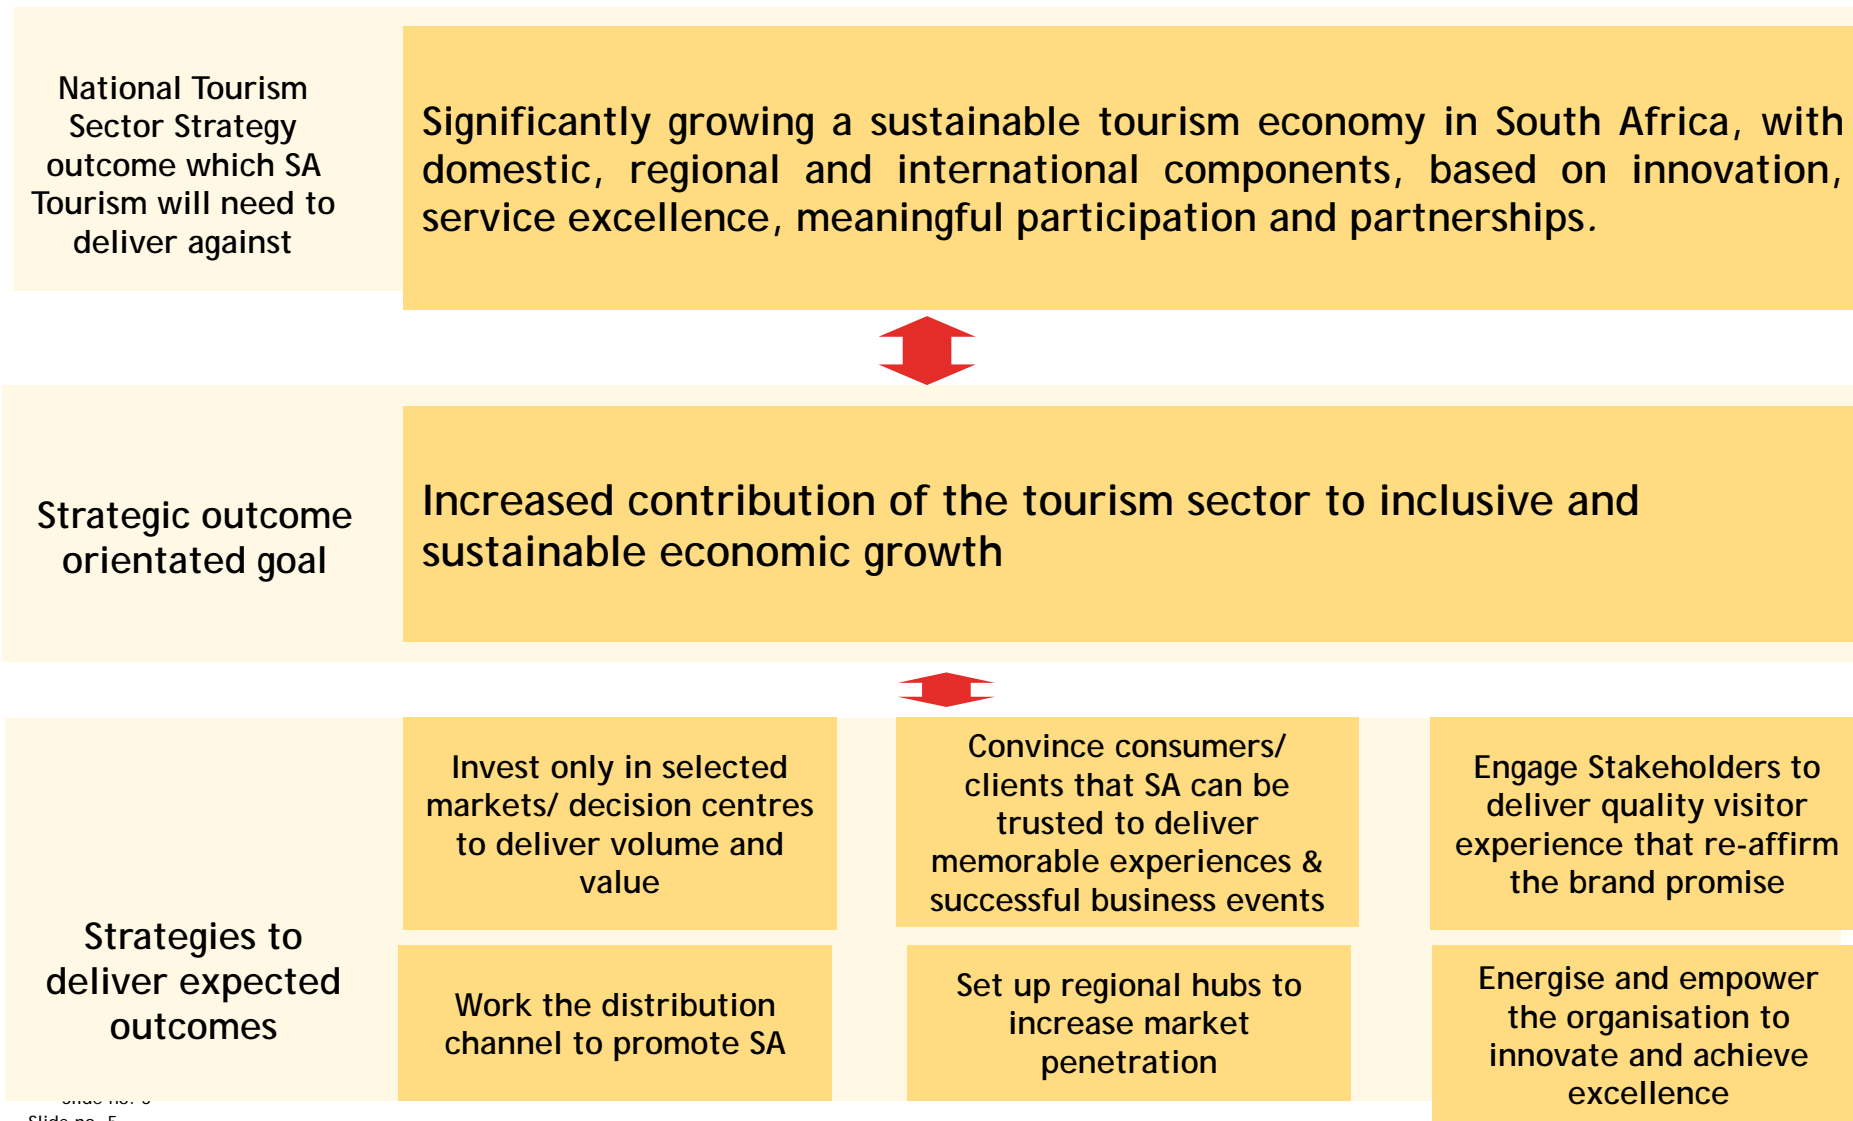 National Tourism
Sector Strategy
outcome which SA
Tourism will need to
deliver against
Significantly growing a sustainable tourism economy in South Africa, with
domestic, regional and international components, based on innovation,
service excellence, meaningful participation and partnerships.
Strategic outcome
orientated goal
Increased contribution of the tourism sector to inclusive and
sustainable economic growth
Strategies to
deliver expected
outcomes
Invest only in selected
markets/ decision centres
to deliver volume and
value
Convince consumers/
clients that SA can be
trusted to deliver
memorable experiences &
successful business events
Engage Stakeholders to
deliver quality visitor
experience that re-affirm
the brand promise
Work the distribution
channel to promote SA
Set up regional hubs to
increase market
penetration
Energise and empower
the organisation to
innovate and achieve
excellence
Slide no.
Slide no. 5